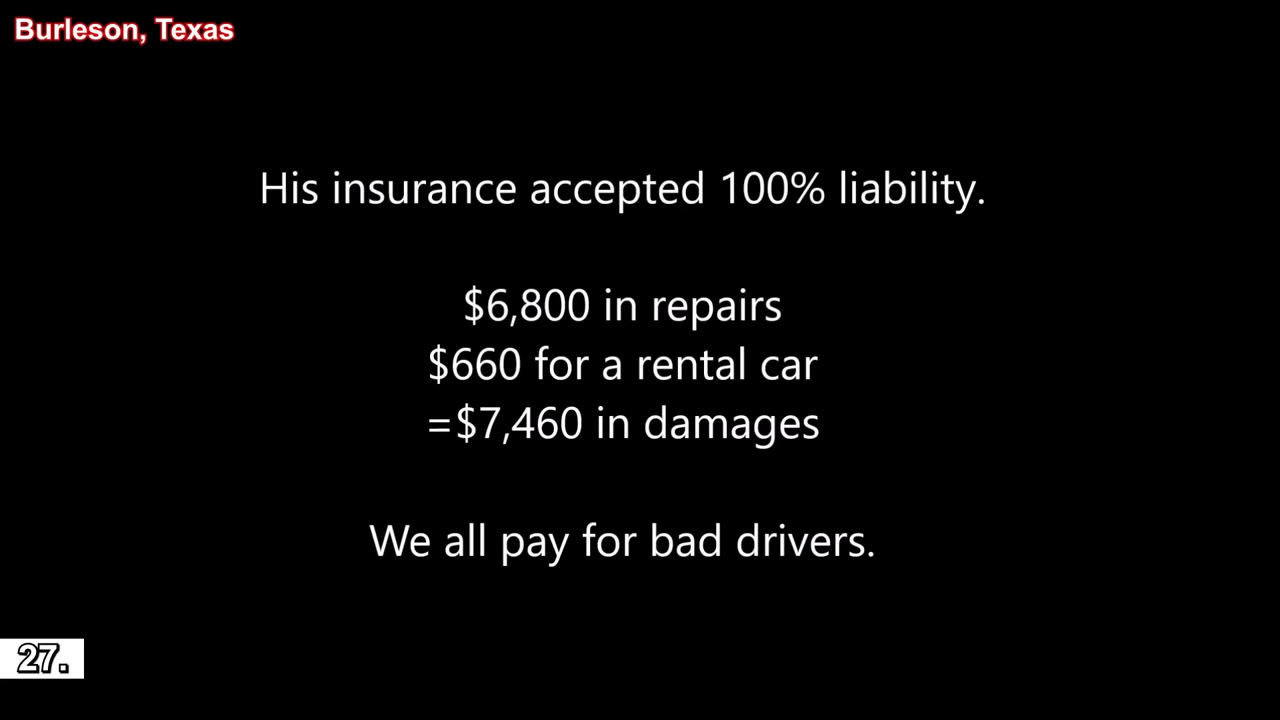 Burleson, Texas
His insurance accepted 100% liability.
$6,800 in repairs
$660 for a rental car
=$7,460 in damages
We all pay for bad drivers.
27.